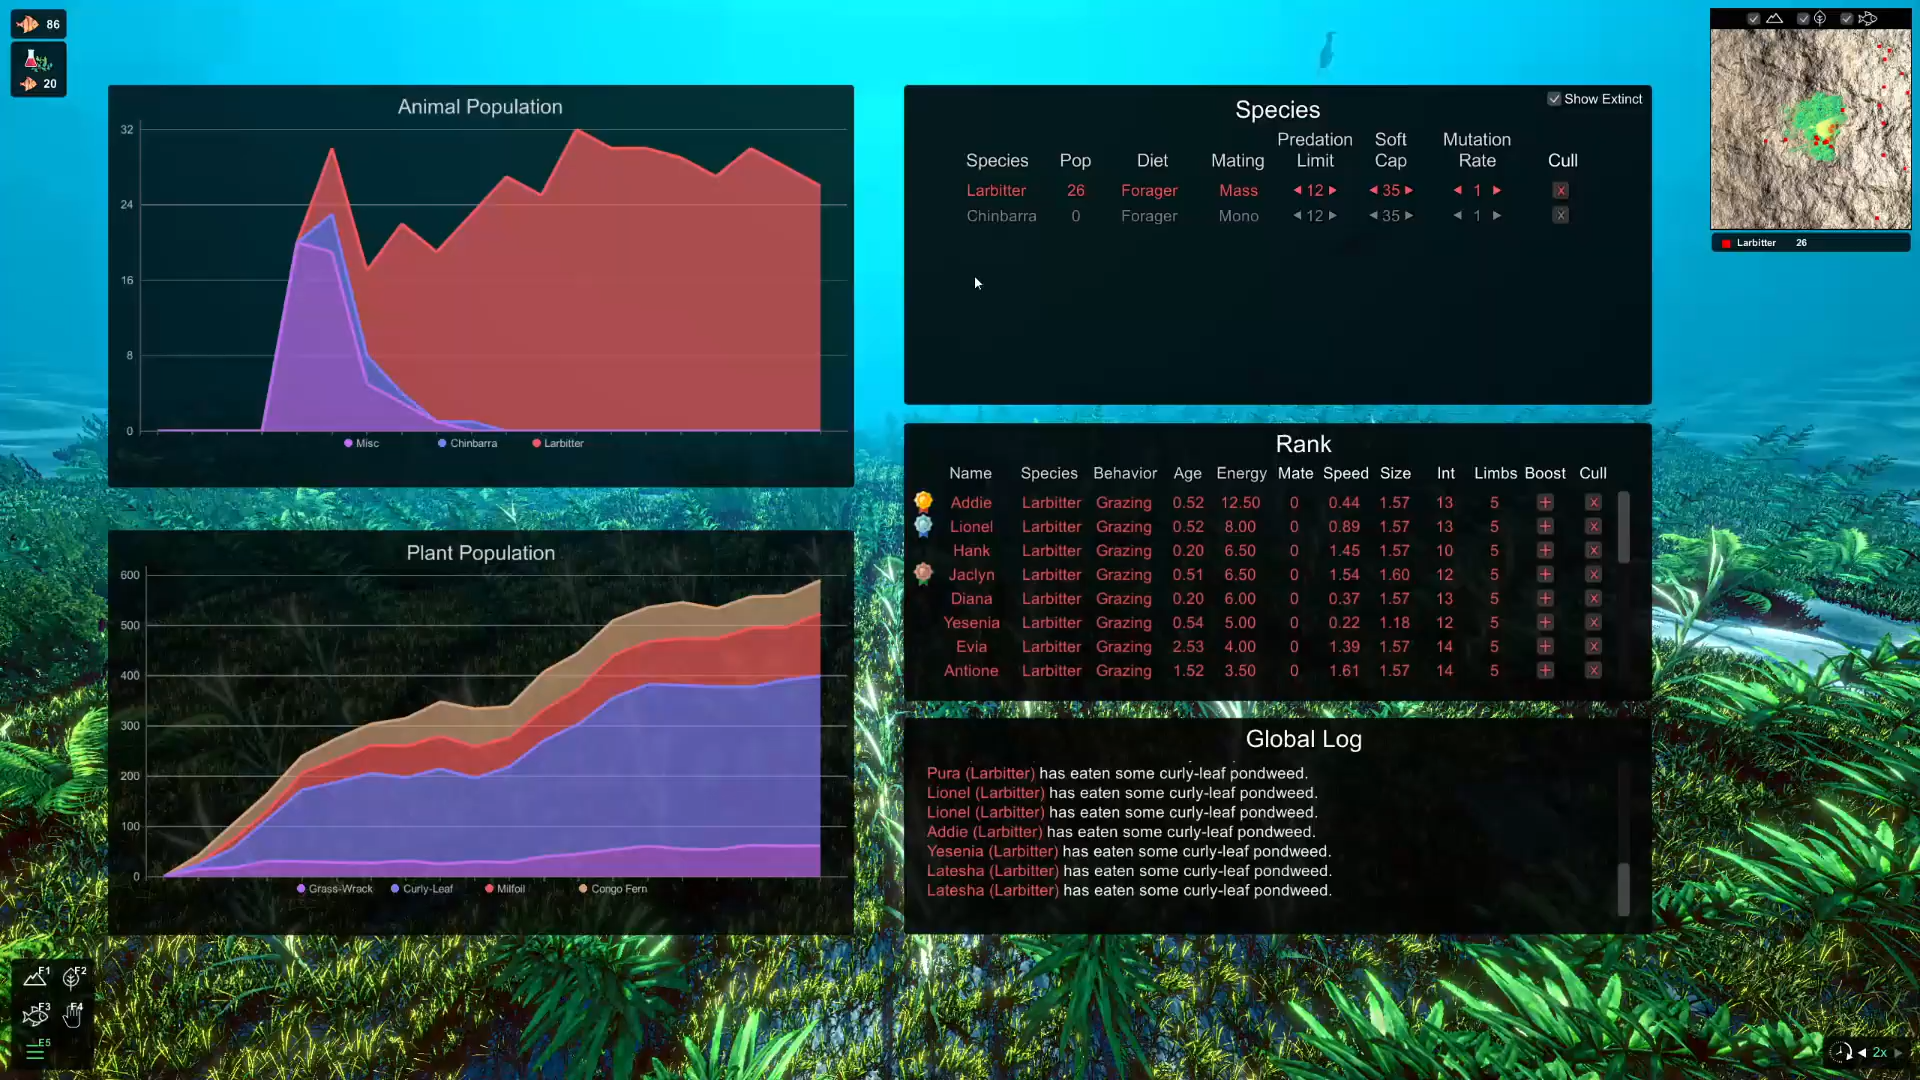 86
20
Animal Population
32
24
16
8
0
Misc Chinbarra Larbitter
Plant Population
600
500
400
300
200
100
0
Grass-Wrack Curly-Leaf Milfoil Congo Fern
Show Extinct
Species
Species Pop Diet Mating Predation Limit Soft Cap Mutation Rate Cull
Larbitter 26 Forager Mass 12 35 1 X
Chinbarra 0 Forager Mono 12 35 1 X
Rank
Name Species Behavior Age Energy Mate Speed Size Int Limbs Boost Cull
Addie Larbitter Grazing 0.52 12.50 0 0.44 1.57 13 5 + X
Lionel Larbitter Grazing 0.52 8.00 0 0.89 1.57 13 5 + X
Hank Larbitter Grazing 0.20 6.50 0 1.45 1.57 10 5 + X
Jaclyn Larbitter Grazing 0.51 6.50 0 1.54 1.60 12 5 + X
Diana Larbitter Grazing 0.20 6.00 0 0.37 1.57 13 5 + X
Yesenia Larbitter Grazing 0.54 5.00 0 0.22 1.18 12 5 + X
Evia Larbitter Grazing 2.53 4.00 0 1.39 1.57 14 5 + X
Antione Larbitter Grazing 1.52 3.50 0 1.61 1.57 14 5 + X
Global Log
Pura (Larbitter) has eaten some curly-leaf pondweed.
Lionel (Larbitter) has eaten some curly-leaf pondweed.
Lionel (Larbitter) has eaten some curly-leaf pondweed.
Addie (Larbitter) has eaten some curly-leaf pondweed.
Yesenia (Larbitter) has eaten some curly-leaf pondweed.
Latesha (Larbitter) has eaten some curly-leaf pondweed.
Latesha (Larbitter) has eaten some curly-leaf pondweed.
Larbitter 26
F1 F2
F3 F4
F5
2x